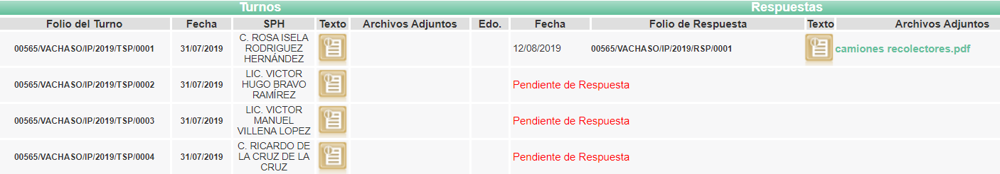 Turnos Respuestas
Folio del Turno Fecha SPH Texto Archivos Adjuntos Edo. Fecha Folio de Respuesta Texto Archivos Adjuntos
00565/VACHASO/IP/2019/TSP/0001 31/07/2019 C. ROSA ISELA
RODRIGUEZ
HERNÁNDEZ
12/08/2019 00565/VACHASO/IP/2019/RSP/0001 camiones recolectores.pdf
00565/VACHASO/IP/2019/TSP/0002 31/07/2019 LIC. VICTOR
HUGO BRAVO
RAMÍREZ
Pendiente de Respuesta
00565/VACHASO/IP/2019/TSP/0003 31/07/2019 LIC. VICTOR
MANUEL
VILLENA LOPEZ
Pendiente de Respuesta
00565/VACHASO/IP/2019/TSP/0004 31/07/2019 C. RICARDO DE
LA CRUZ DE LA
CRUZ
Pendiente de Respuesta